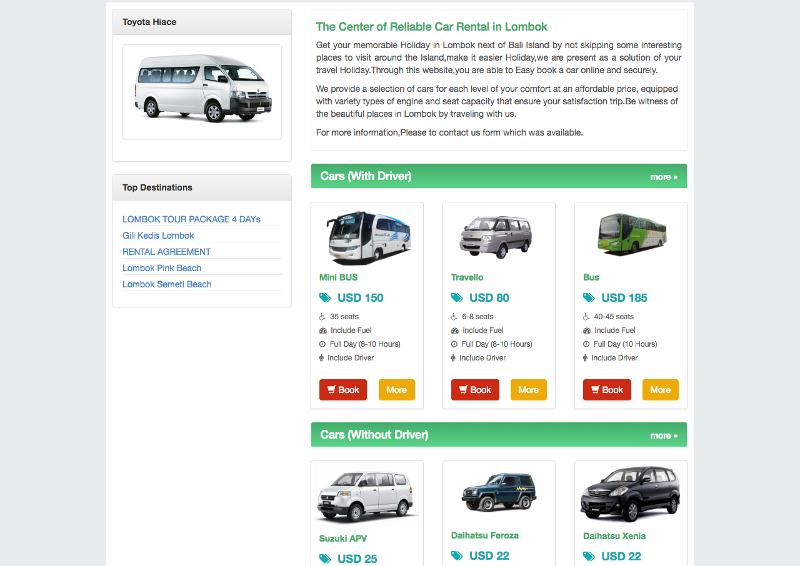 Toyota Hiace
Top Destinations
LOMBOK TOUR PACKAGE 4 DAYs
Gili Kedis Lombok
RENTAL AGREEMENT
Lombok Pink Beach
Lombok Semeti Beach
The Center of Reliable Car Rental in Lombok
Get your memorable Holiday in Lombok next of Bali Island by not skipping some interesting
places to visit around the Island,make it easier Holiday,we are present as a solution of your
travel Holiday.Through this website,you are able to Easy book a car online and securely.
We provide a selection of cars for each level of your comfort at an affordable price, equipped
with variety types of engine and seat capacity that ensure your satisfaction trip.Be witness of
the beautiful places in Lombok by traveling with us.
For more information,Please to contact us form which was available.
Cars (With Driver) more »
Mini BUS
USD 150
35 seats
Include Fuel
Full Day (8-10 Hours)
Include Driver
Book More
Travello
USD 80
6-8 seats
Include Fuel
Full Day (8-10 Hours)
Include Driver
Book More
Bus
USD 185
40-45 seats
Include Fuel
Full Day (10 Hours)
Include Driver
Book More
Cars (Without Driver) more »
Suzuki APV
USD 25
Daihatsu Feroza
USD 22
Daihatsu Xenia
USD 22